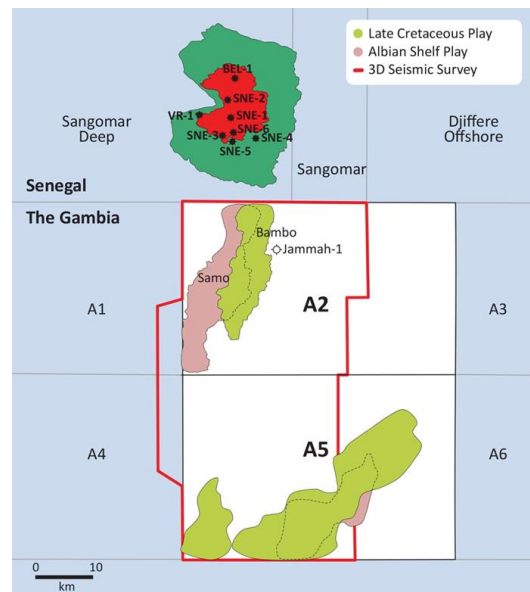 Late Cretaceous Play
Albian Shelf Play
3D Seismic Survey
BEL-1
SNE-2
VR-1
SNE-1
SNE-6
SNE-3
SNE-4
SNE-5
Sangomar
Deep
Djiffere
Offshore
Sangomar
Senegal
The Gambia
Bambo
Jammah-1
Samo
A1
A2
A3
A4
A5
A6
0
10
km